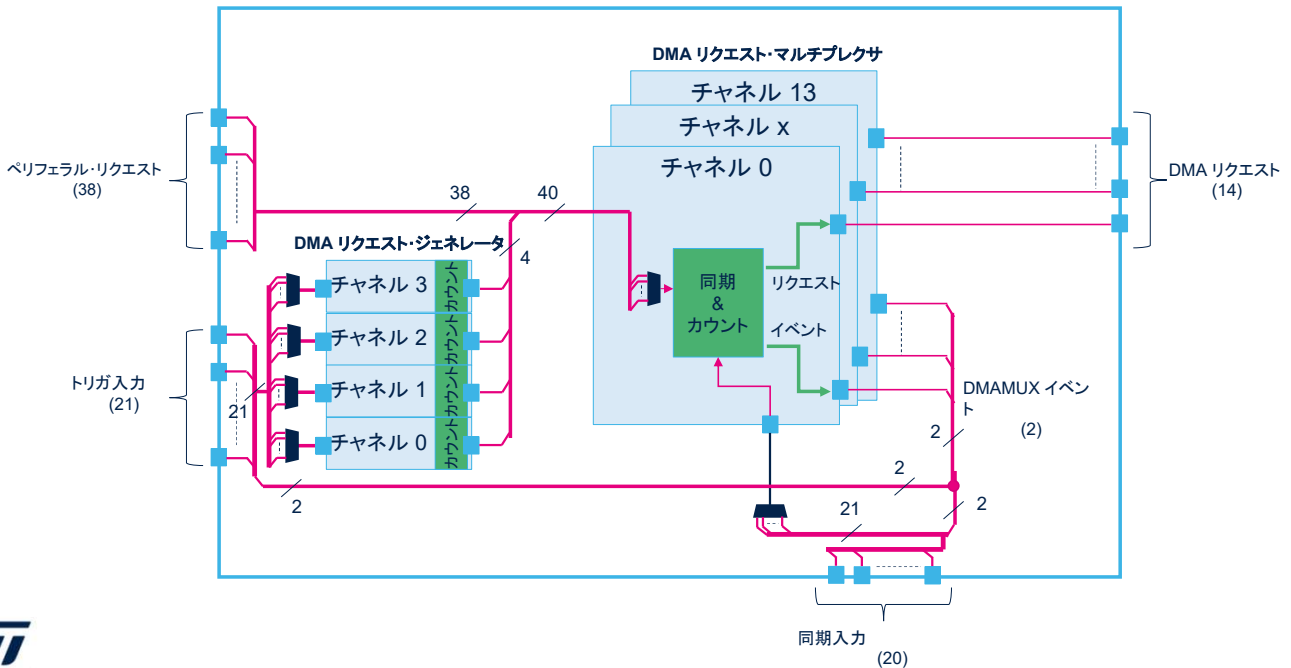 DMA リクエスト・マルチプレクサ
チャネル 13
チャネル x
チャネル 0
ペリフェラル・リクエスト
(38)
DMA リクエスト
(14)
38
40
DMA リクエスト・ジェネレータ
4
チャネル 3
カウント
チャネル 2
カウント
チャネル 1
カウント
チャネル 0
カウント
同期
&
カウント
リクエスト
イベント
トリガ入力
(21)
21
DMAMUX イベン
ト
(2)
2
2
2
2
21
同期入力
(20)